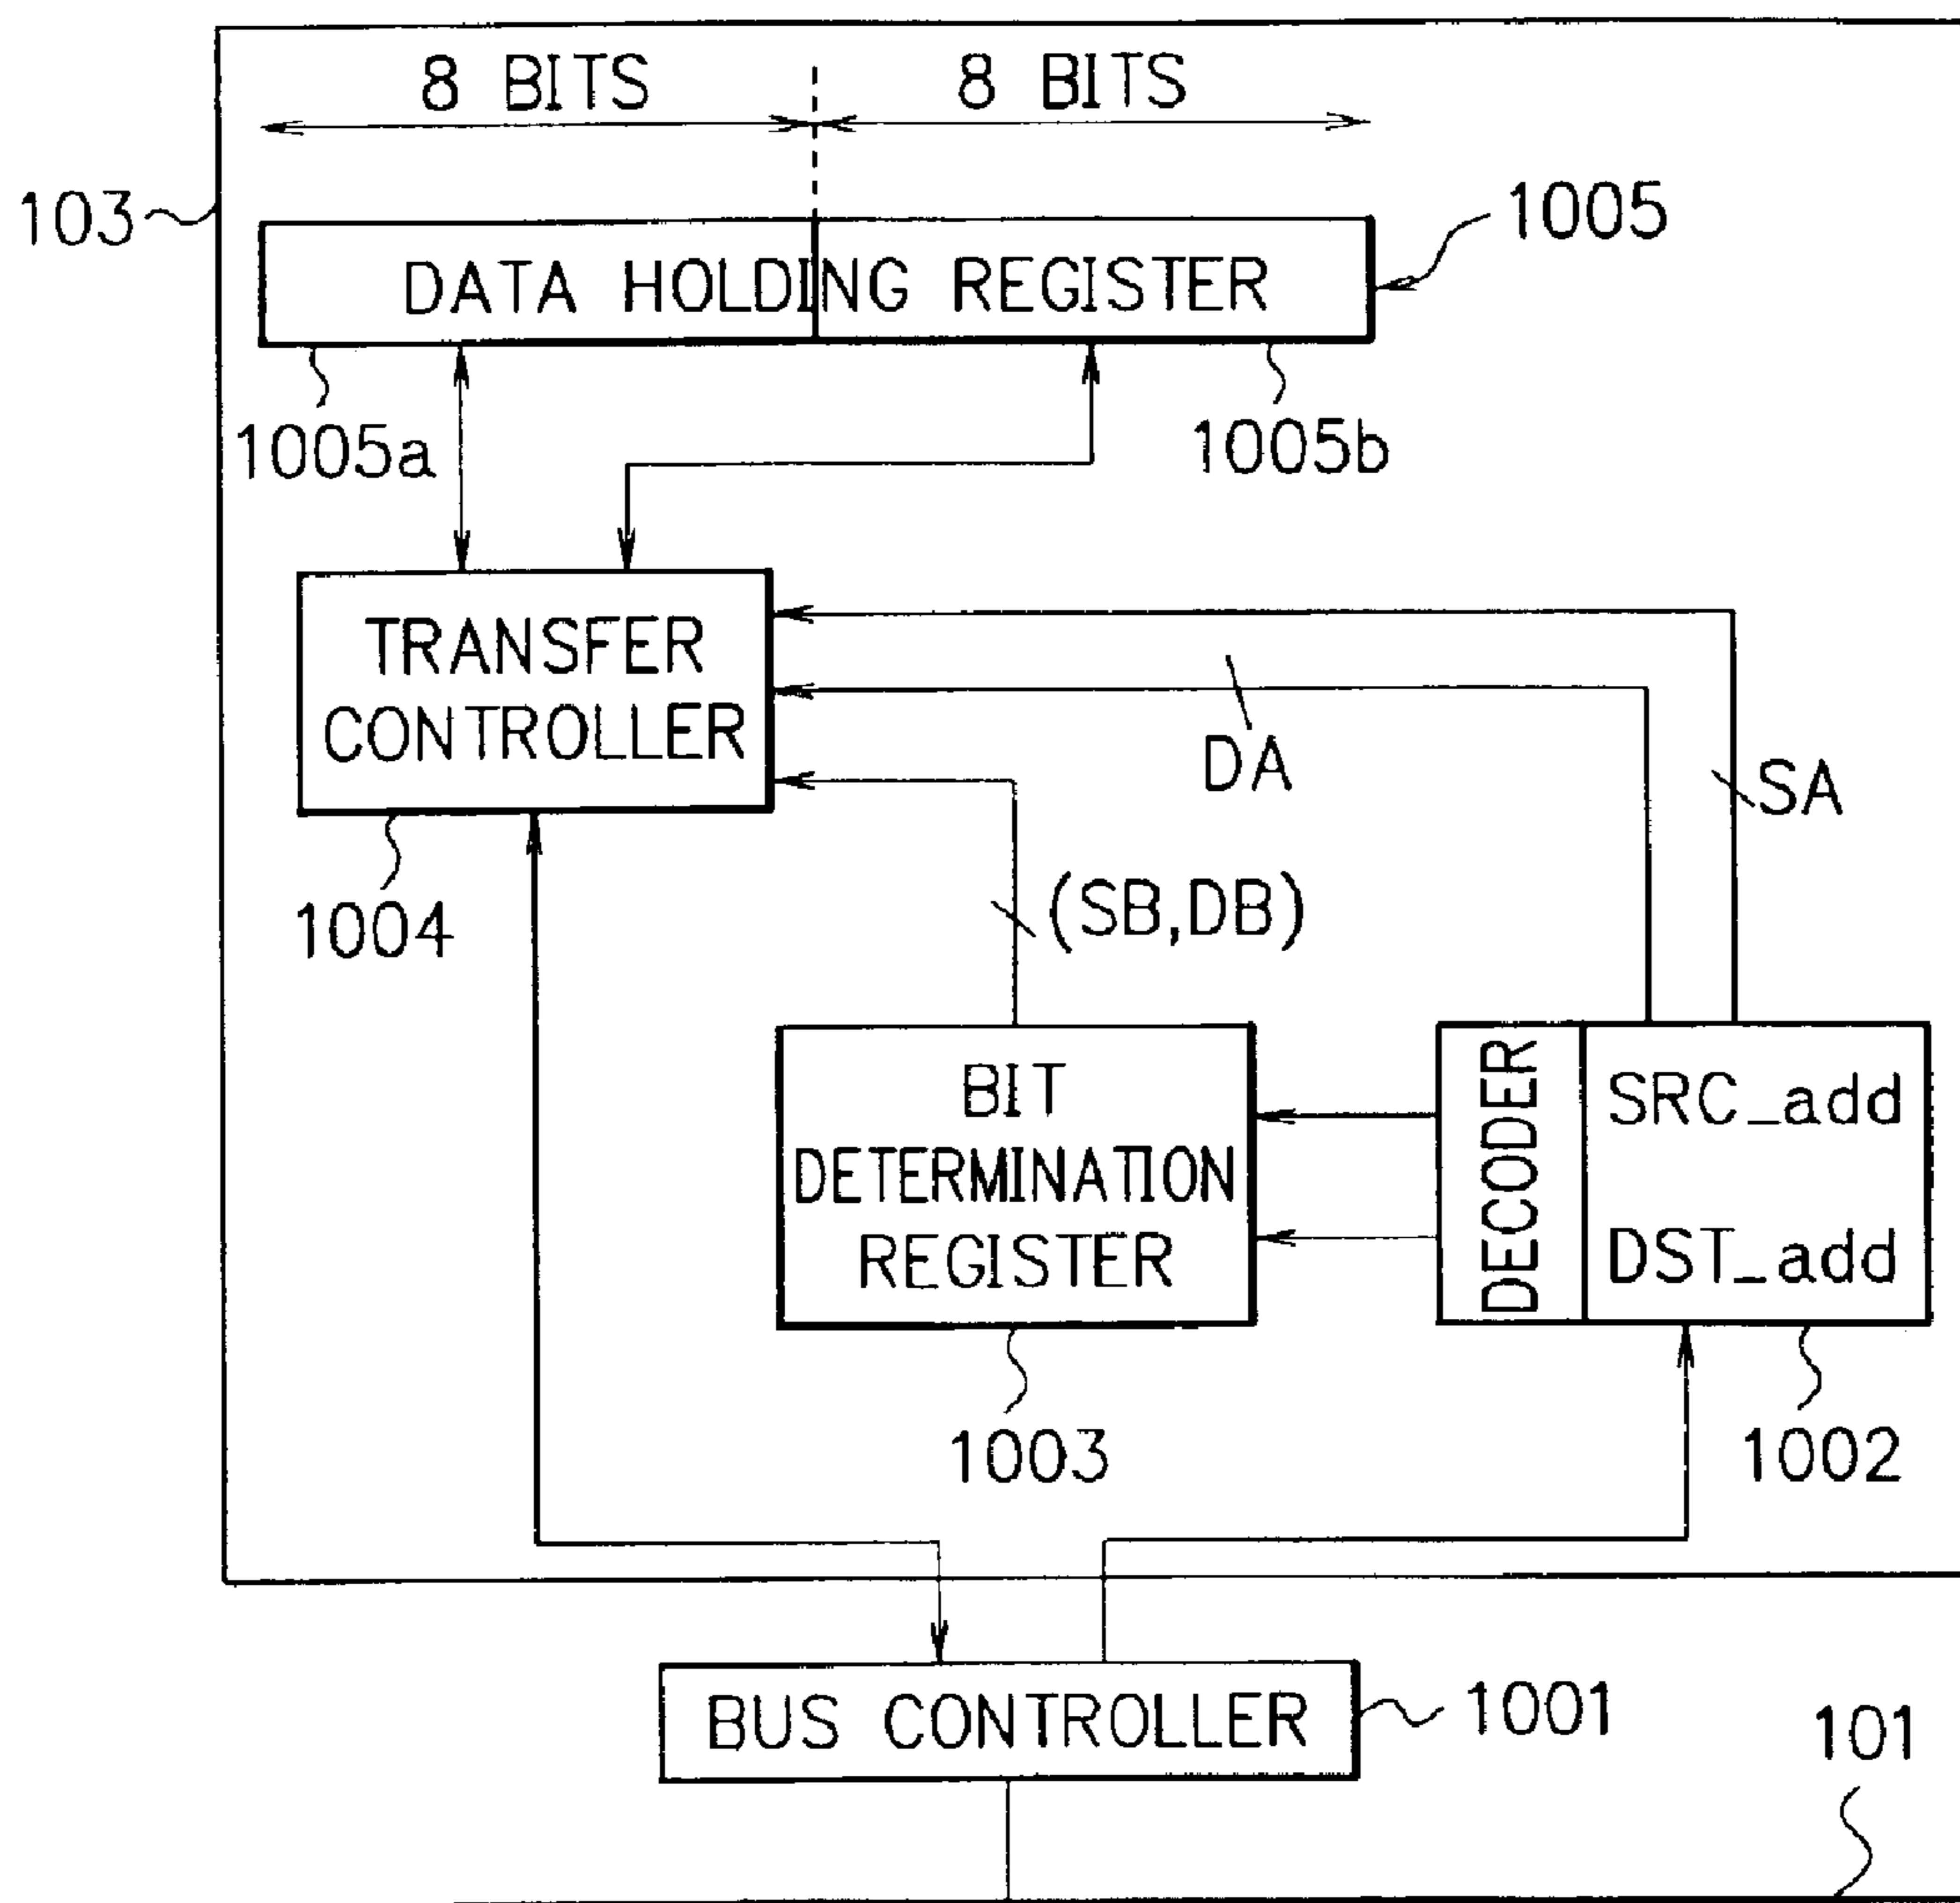 8 BITS
8 BITS
103
1005
DATA HOLDING REGISTER
1005a
1005b
TRANSFER
CONTROLLER
DA
SA
1004
(SB,DB)
BIT
DETERMINATION
REGISTER
DECODER
SRC_add
DST_add
1003
1002
BUS CONTROLLER
1001
101